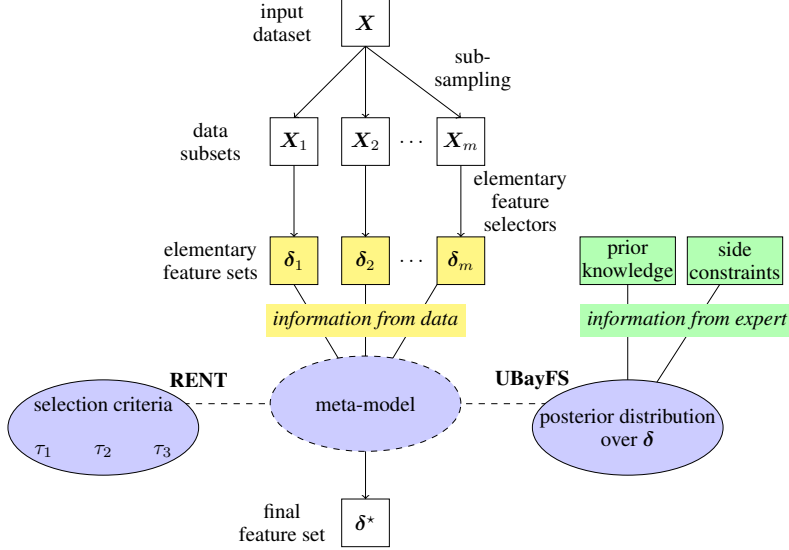 input
dataset
X
sub-
sampling
data
subsets
X₁ X₂ ⋯ Xₘ
elementary
feature
selectors
elementary
feature sets
δ₁ δ₂ ⋯ δₘ
prior
knowledge
side
constraints
information from data
information from expert
RENT
UBayFS
selection criteria
τ₁ τ₂ τ₃
meta-model
posterior distribution
over δ
final
feature set
δ⋆